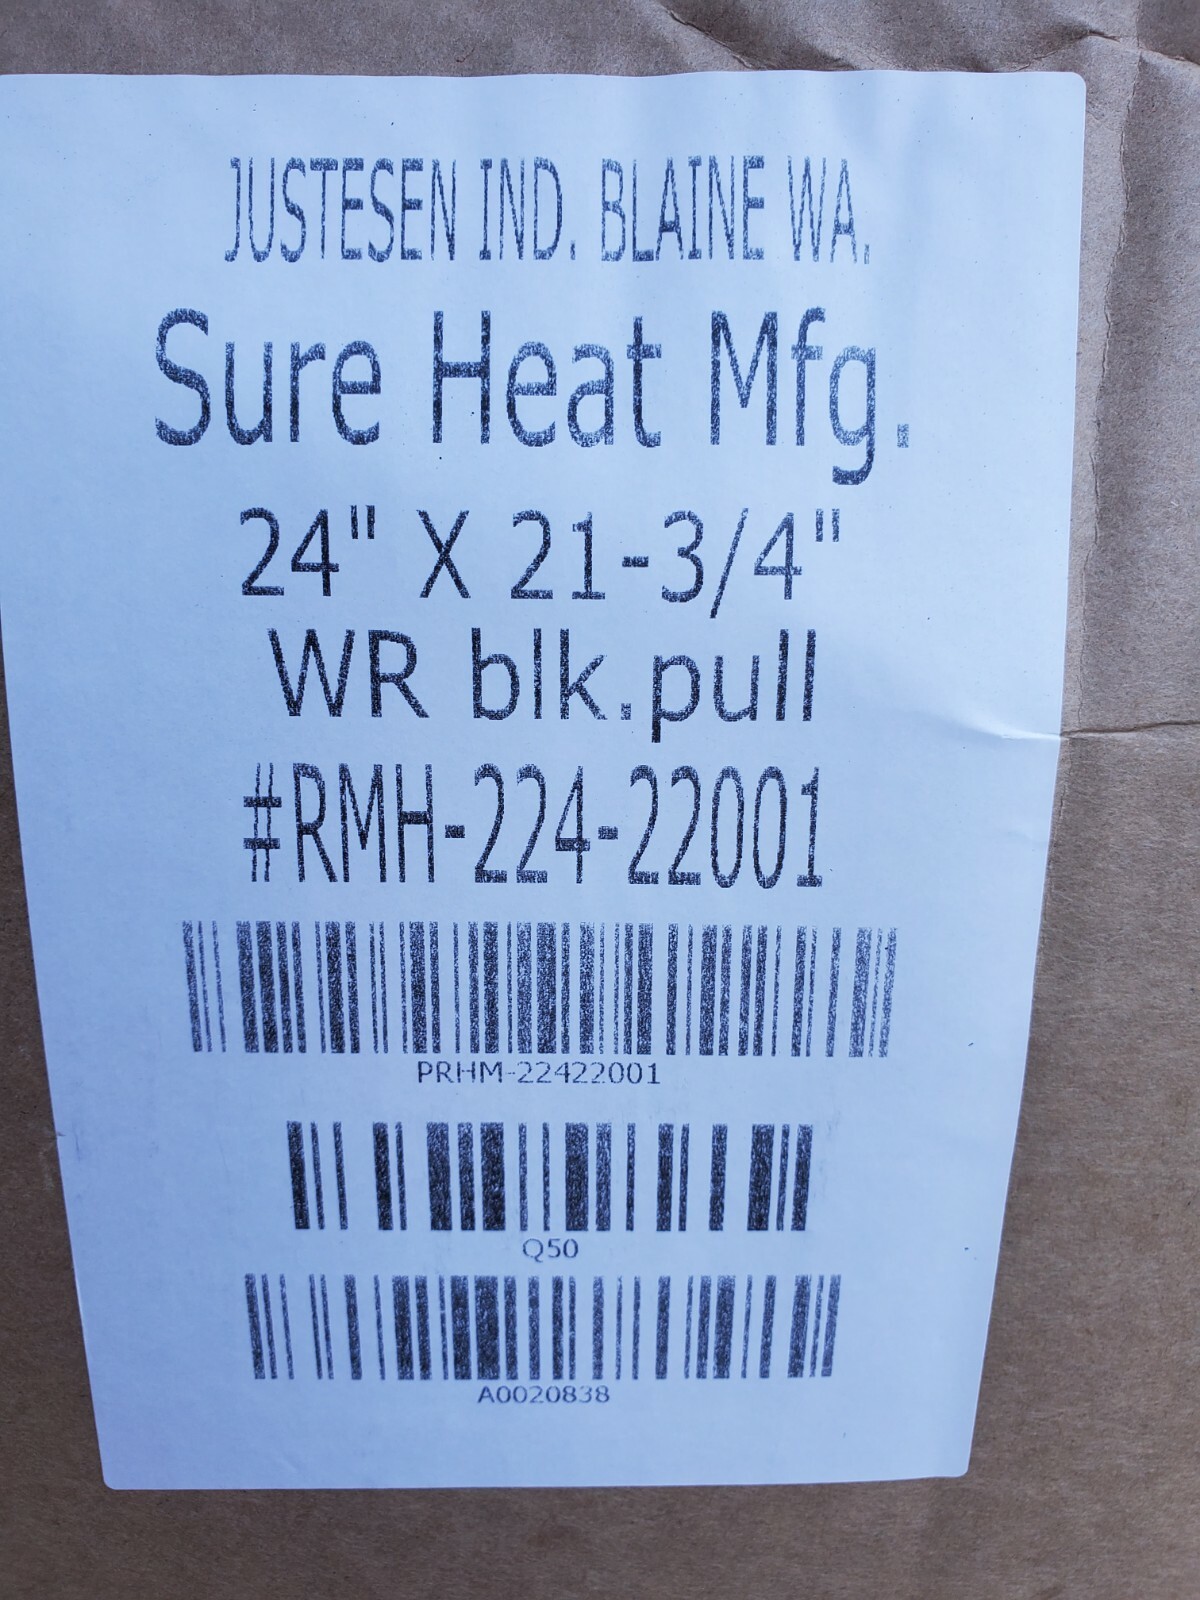 JUSTESEN IND. BLAINE WA.
Sure Heat Mfg.
24" X 21-3/4"
WR blk.pull
#RMH-224-22001
PRHM-22422001
Q50
A0020838